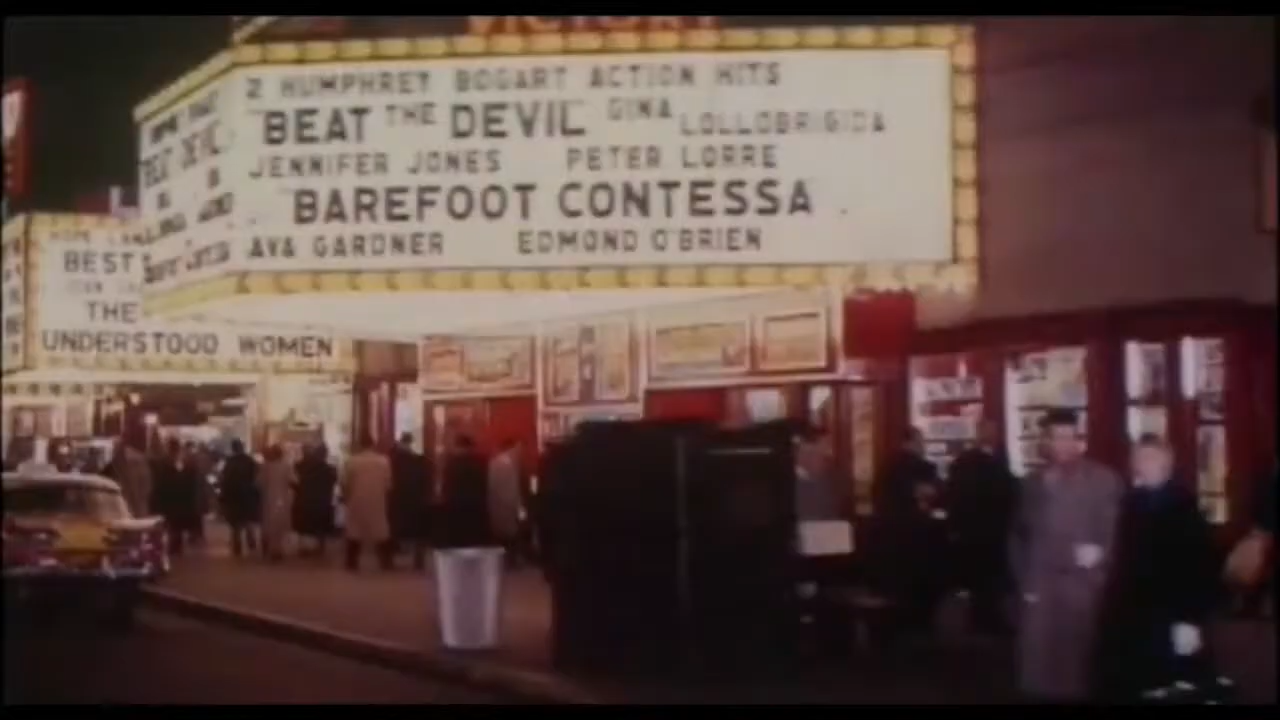 VICTORY
2 HUMPHREY BOGART ACTION HITS
"BEAT THE DEVIL" GINA LOLLOBRIGIDA
JENNIFER JONES PETER LORRE
"BAREFOOT CONTESSA"
AVA GARDNER EDMOND O'BRIEN
BEST
THE
UNDERSTOOD WOMEN